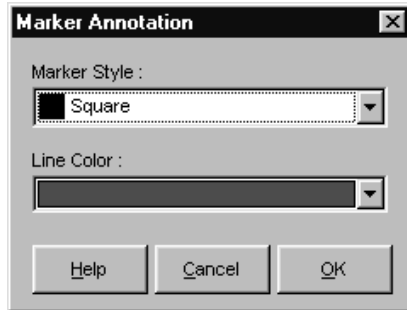 Marker Annotation
Marker Style :
Square
Line Color :
Help Cancel OK